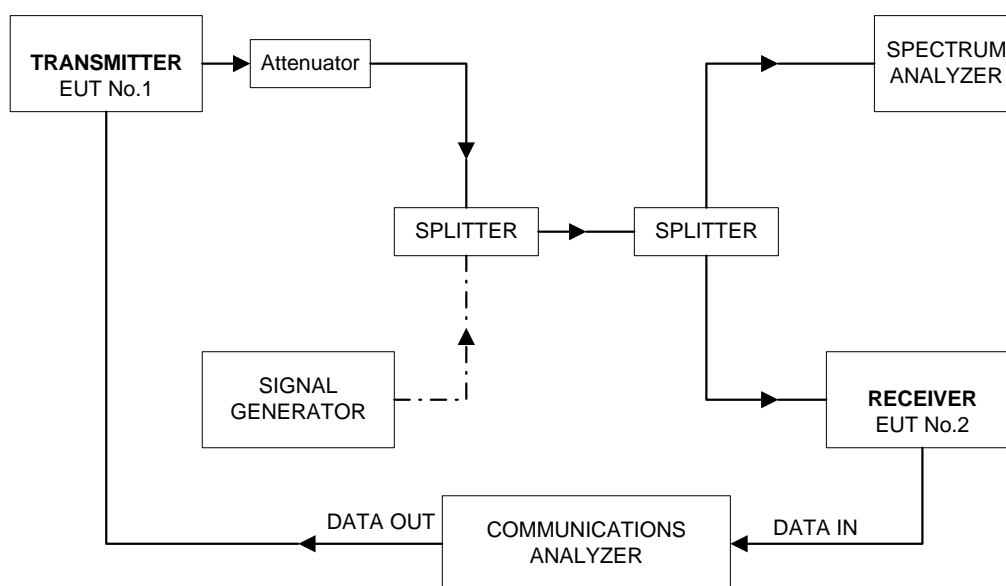 TRANSMITTER
EUT No.1
Attenuator
SPECTRUM
ANALYZER
SPLITTER
SPLITTER
SIGNAL
GENERATOR
RECEIVER
EUT No.2
DATA OUT
COMMUNICATIONS
ANALYZER
DATA IN